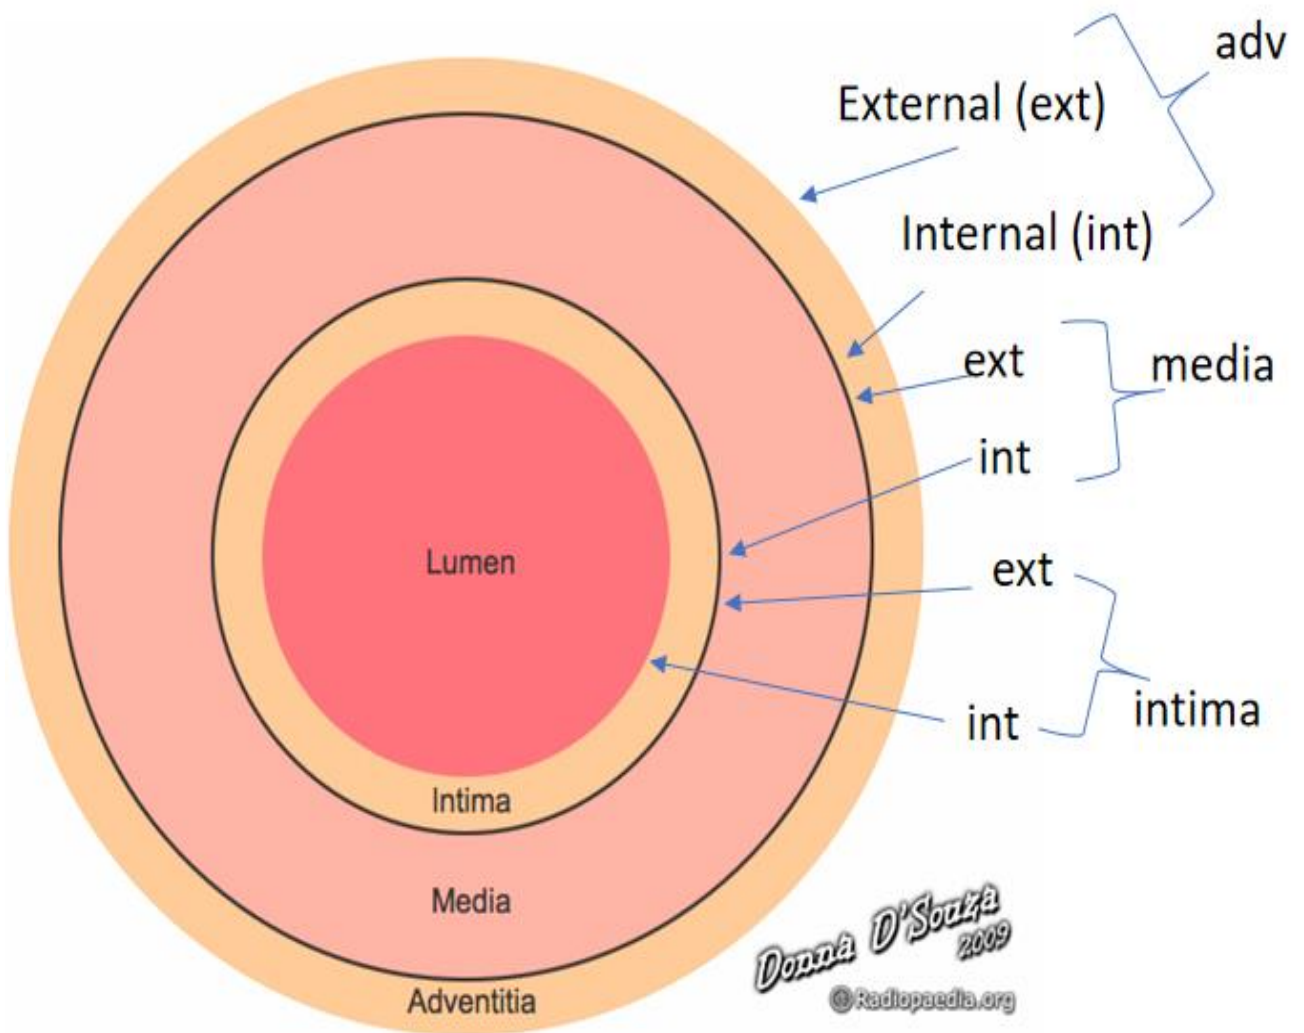 adv
External (ext)
Internal (int)
ext
media
int
Lumen
ext
int
intima
Intima
Media
Donna D'Souza
2009
© Radiopaedia.org
Adventitia